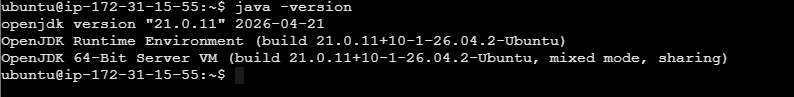 ubuntu@ip-172-31-15-55:~$ java -version
openjdk version "21.0.11" 2026-04-21
OpenJDK Runtime Environment (build 21.0.11+10-1-26.04.2-Ubuntu)
OpenJDK 64-Bit Server VM (build 21.0.11+10-1-26.04.2-Ubuntu, mixed mode, sharing)
ubuntu@ip-172-31-15-55:~$